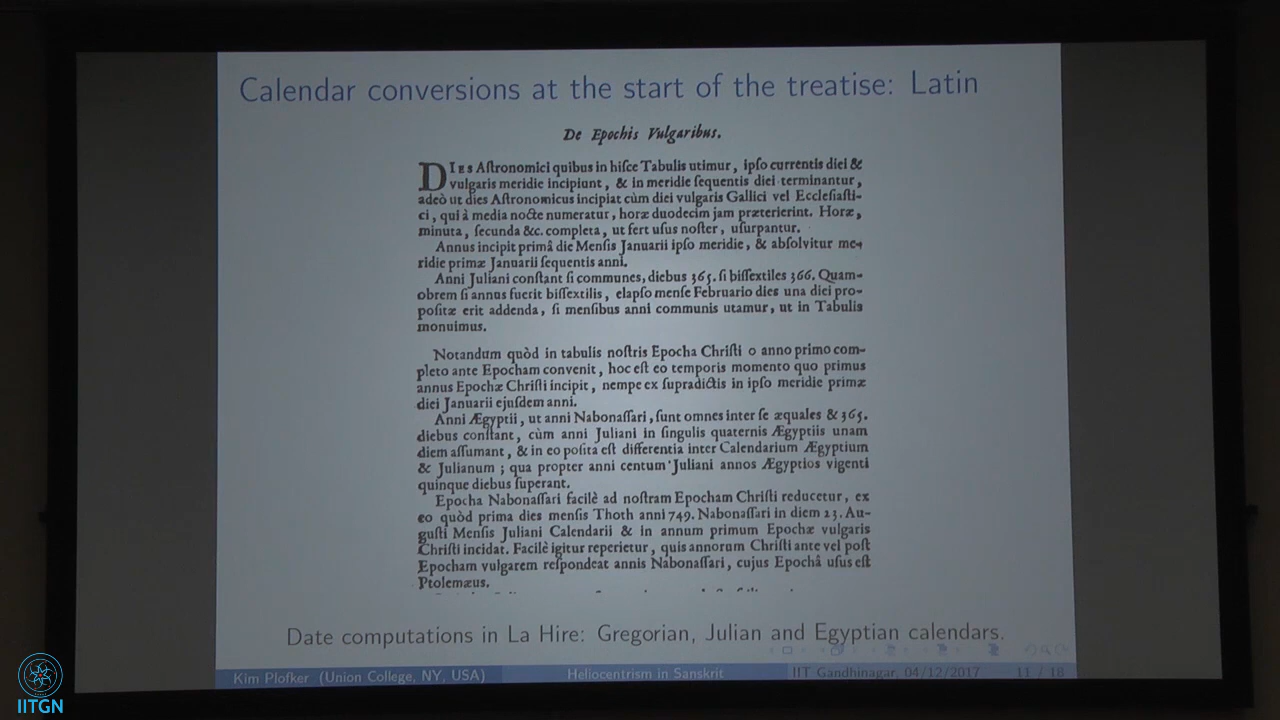 Calendar conversions at the start of the treatise: Latin
De Epochis Vulgaribus.
DIES Aſtronomici quibus in hiſce Tabulis utimur, ipſo currentis diei &
vulgaris meridie incipiunt, & in meridie ſequentis diei terminantur,
adeò ut dies Aſtronomicus incipiat cùm diei vulgaris Gallici vel Eccleſiaſti-
ci, qui à media nocte numeratur, horæ duodecim jam præterierint. Horæ,
minuta, ſecunda &c. completa, ut fert uſus noſter, uſurpantur.
Annus incipit primâ die Menſis Januarii ipſo meridie, & abſolvitur me-
ridie primæ Januarii ſequentis anni.
Anni Juliani conſtant ſi communes, diebus 365. ſi biſſextiles 366. Quam-
obrem ſi annus fuerit biſſextilis, elapſo menſe Februario dies una diei pro-
poſitæ erit addenda, ſi menſibus anni communis utamur, ut in Tabulis
monuimus.
Notandum quòd in tabulis noſtris Epocha Chriſti 0 anno primo com-
pleto ante Epocham convenit, hoc eſt eo temporis momento quo primus
annus Epochæ Chriſti incipit, nempe ex ſupradictis in ipſo meridie primæ
diei Januarii ejuſdem anni.
Anni Ægyptii, ut anni Nabonaſſari, ſunt omnes inter ſe æquales & 365.
diebus conſtant, cùm anni Juliani in ſingulis quaternis Ægyptiis unam
diem aſſumant, & in eo poſita eſt differentia inter Calendarium Ægyptium
& Julianum; qua propter anni centum Juliani annos Ægyptios vigenti
quinque diebus ſuperant.
Epocha Nabonaſſari facilè ad noſtram Epocham Chriſti reducetur, ex
eo quòd prima dies menſis Thoth anni 749. Nabonaſſari in diem 23. Au-
guſti Menſis Juliani Calendarii & in annum primum Epochæ vulgaris
Chriſti incidat. Facilè igitur reperietur, quis annorum Chriſti ante vel poſt
Epocham vulgarem reſpondeat annis Nabonaſſari, cujus Epochâ uſus eſt
Ptolemæus.
Date computations in La Hire: Gregorian, Julian and Egyptian calendars.
Kim Plofker (Union College, NY, USA) Heliocentrism in Sanskrit IIT Gandhinagar, 04/12/2017 11 / 18
IITGN